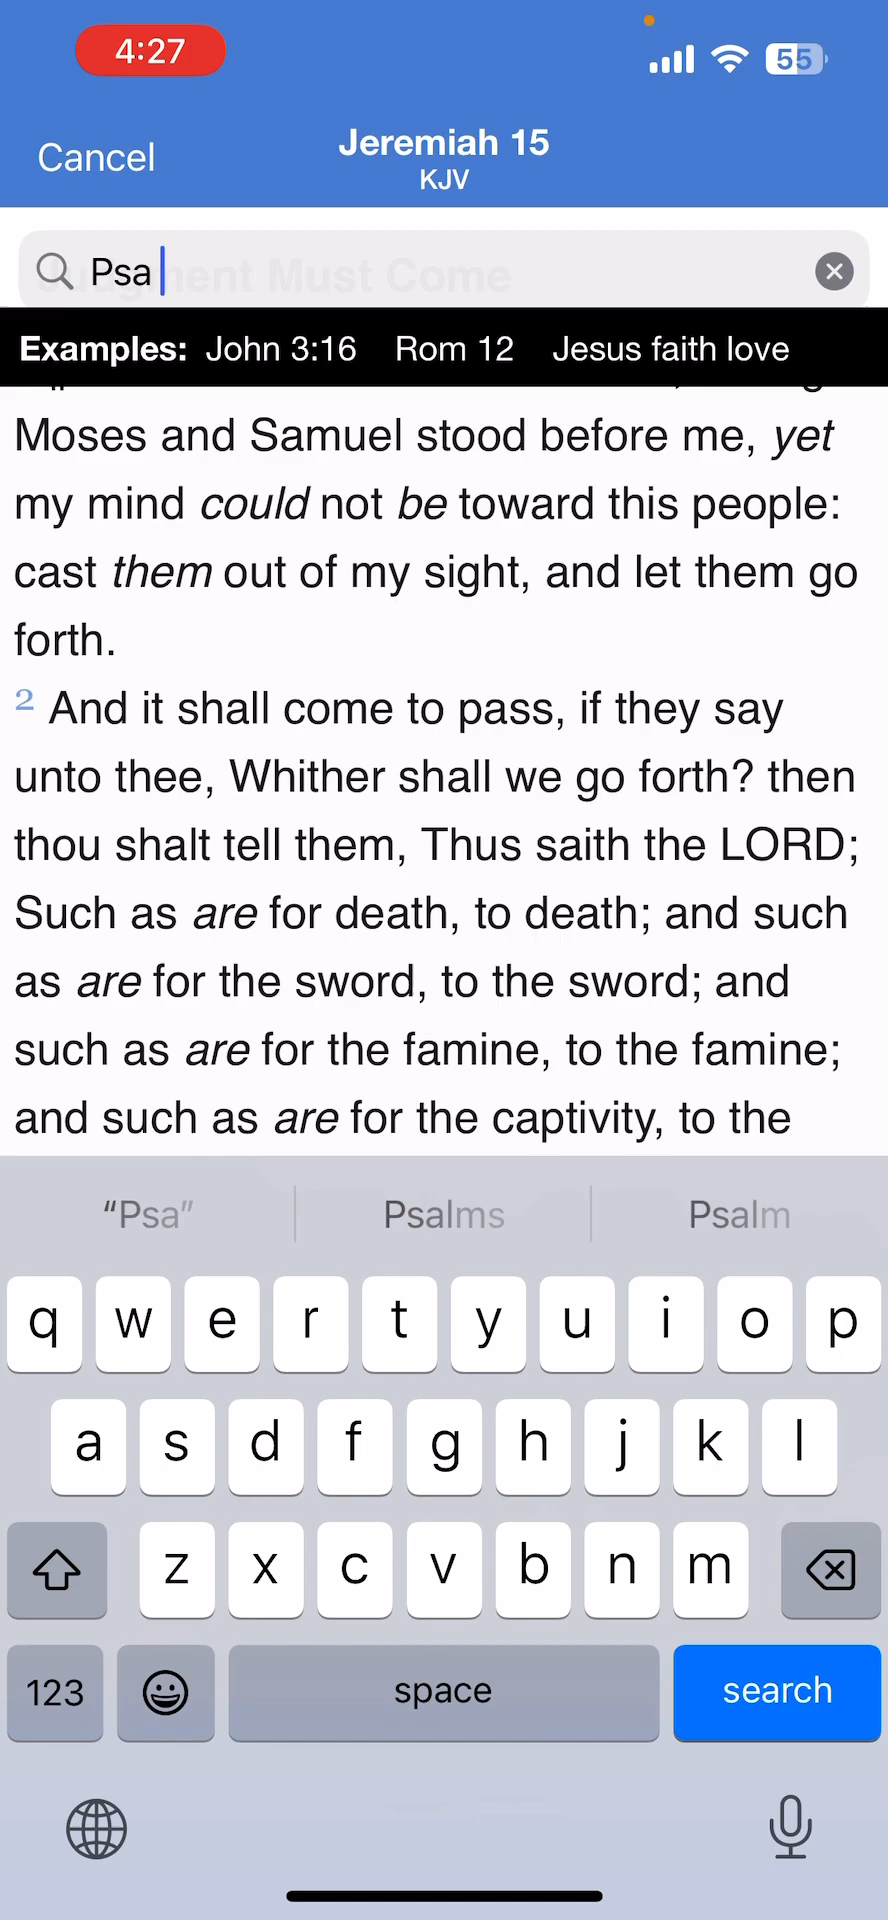 4:27
55
Cancel
Jeremiah 15
KJV
Psa
Judgment Must Come
Examples: John 3:16 Rom 12 Jesus faith love
Moses and Samuel stood before me, yet
my mind could not be toward this people:
cast them out of my sight, and let them go
forth.
2 And it shall come to pass, if they say
unto thee, Whither shall we go forth? then
thou shalt tell them, Thus saith the LORD;
Such as are for death, to death; and such
as are for the sword, to the sword; and
such as are for the famine, to the famine;
and such as are for the captivity, to the
“Psa” Psalms Psalm
q w e r t y u i o p
a s d f g h j k l
z x c v b n m
123 space search